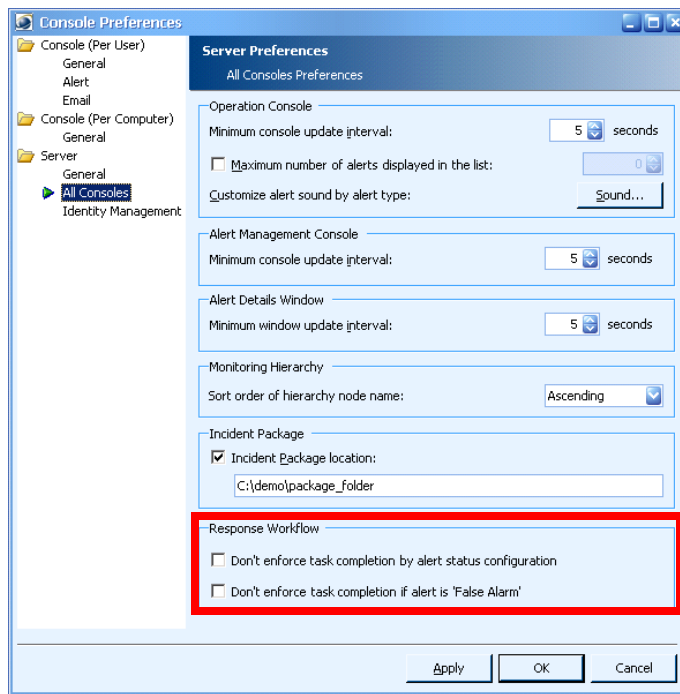 Console Preferences
Console (Per User)
General
Alert
Email
Console (Per Computer)
General
Server
General
All Consoles
Identity Management
Server Preferences
All Consoles Preferences
Operation Console
Minimum console update interval: 5 seconds
Maximum number of alerts displayed in the list: 0
Customize alert sound by alert type: Sound...
Alert Management Console
Minimum console update interval: 5 seconds
Alert Details Window
Minimum window update interval: 5 seconds
Monitoring Hierarchy
Sort order of hierarchy node name: Ascending
Incident Package
Incident Package location:
C:\demo\package_folder
Response Workflow
Don't enforce task completion by alert status configuration
Don't enforce task completion if alert is 'False Alarm'
Apply OK Cancel